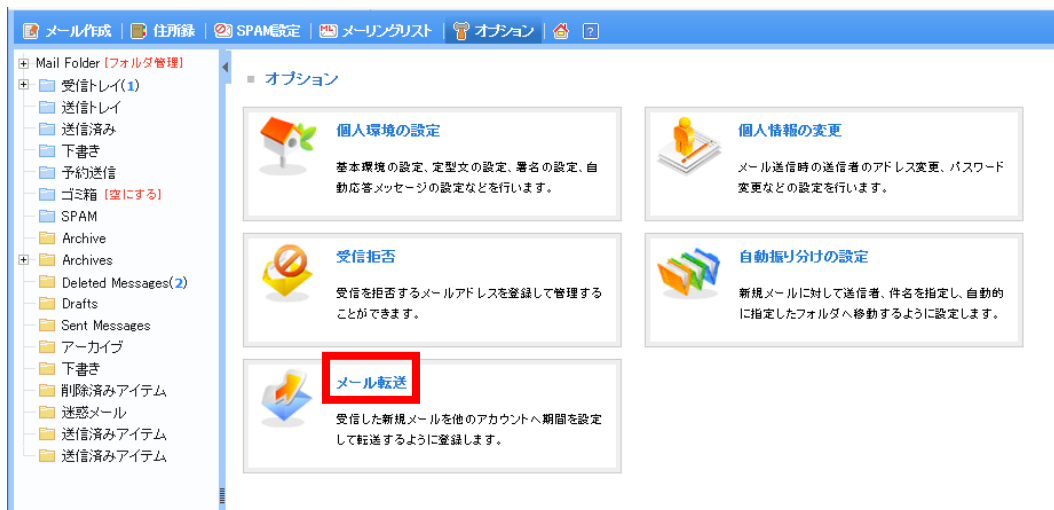 メール作成 | 住所録 | SPAM設定 | メーリングリスト | オプション | ?
Mail Folder [フォルダ管理]
受信トレイ(1)
送信トレイ
送信済み
下書き
予約送信
ゴミ箱 [空にする]
SPAM
Archive
Archives
Deleted Messages(2)
Drafts
Sent Messages
アーカイブ
下書き
削除済みアイテム
迷惑メール
送信済みアイテム
送信済みアイテム
オプション
個人環境の設定
基本環境の設定、定型文の設定、署名の設定、自
動応答メッセージの設定などを行います。
個人情報の変更
メール送信時の送信者のアドレス変更、パスワード
変更などの設定を行います。
受信拒否
受信を拒否するメールアドレスを登録して管理する
ことができます。
自動振り分けの設定
新規メールに対して送信者、件名を指定し、自動的
に指定したフォルダへ移動するように設定します。
メール転送
受信した新規メールを他のアカウントへ期間を設定
して転送するように登録します。